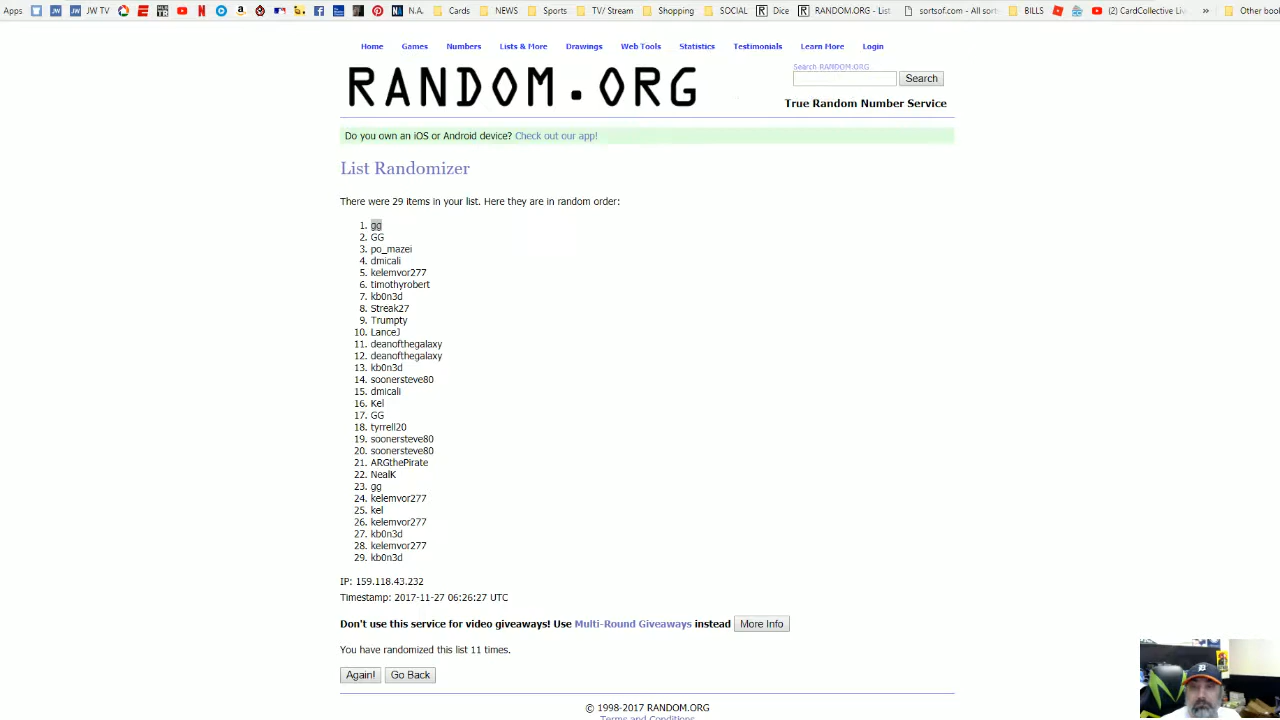 Apps JW JW TV N.A. Cards NEWS Sports TV/ Stream Shopping SOCIAL Dice RANDOM.ORG - List sortsof.com - All sort BILLS (2) CardCollective Li » Other boo
Home Games Numbers Lists & More Drawings Web Tools Statistics Testimonials Learn More Login
Search RANDOM.ORG
RANDOM.ORG
Search
True Random Number Service
Do you own an iOS or Android device? Check out our app!
List Randomizer
There were 29 items in your list. Here they are in random order:
1. gg
2. GG
3. po_mazei
4. dmicali
5. kelemvor277
6. timothyrobert
7. kb0n3d
8. Streak27
9. Trumpty
10. LanceJ
11. deanofthegalaxy
12. deanofthegalaxy
13. kb0n3d
14. soonersteve80
15. dmicali
16. Kel
17. GG
18. tyrrell20
19. soonersteve80
20. soonersteve80
21. ARGthePirate
22. NealK
23. gg
24. kelemvor277
25. kel
26. kelemvor277
27. kb0n3d
28. kelemvor277
29. kb0n3d
IP: 159.118.43.232
Timestamp: 2017-11-27 06:26:27 UTC
Don't use this service for video giveaways! Use Multi-Round Giveaways instead More Info
You have randomized this list 11 times.
Again! Go Back
© 1998-2017 RANDOM.ORG
Terms and Conditions